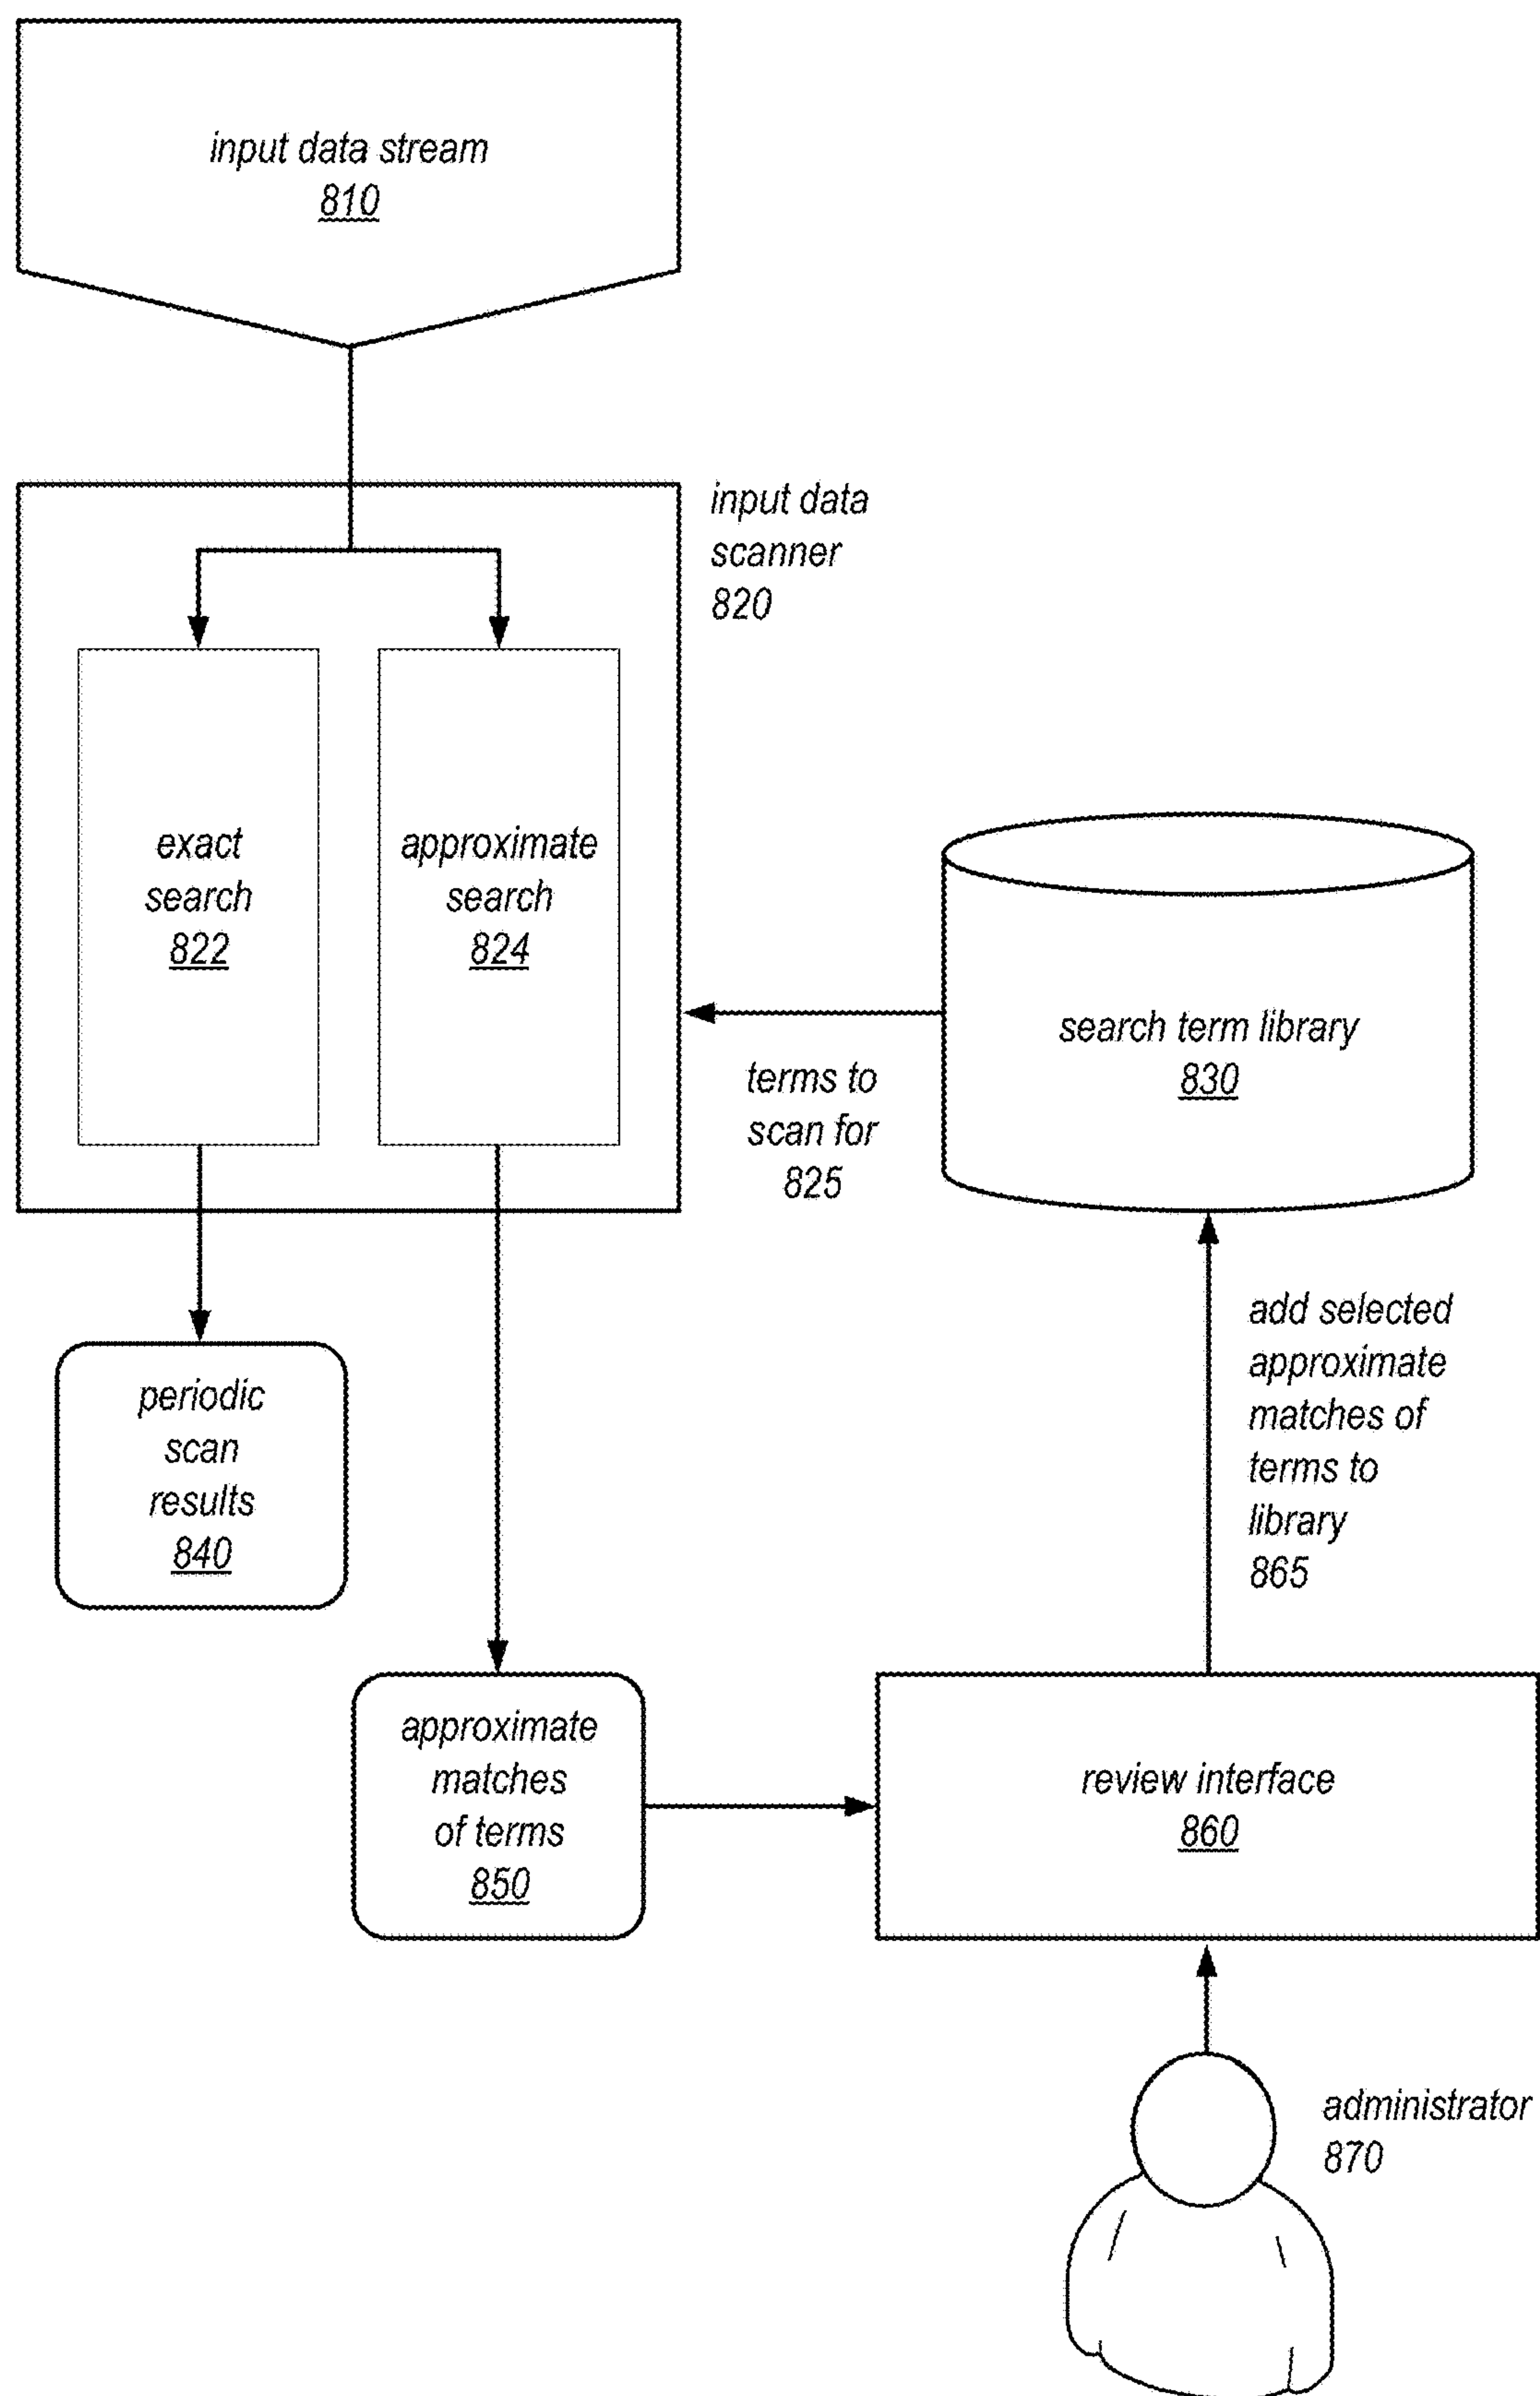 input data stream
810
input data
scanner
820
exact
search
822
approximate
search
824
terms to
scan for
825
search term library
830
periodic
scan
results
840
add selected
approximate
matches of
terms to
library
865
approximate
matches
of terms
850
review interface
860
administrator
870